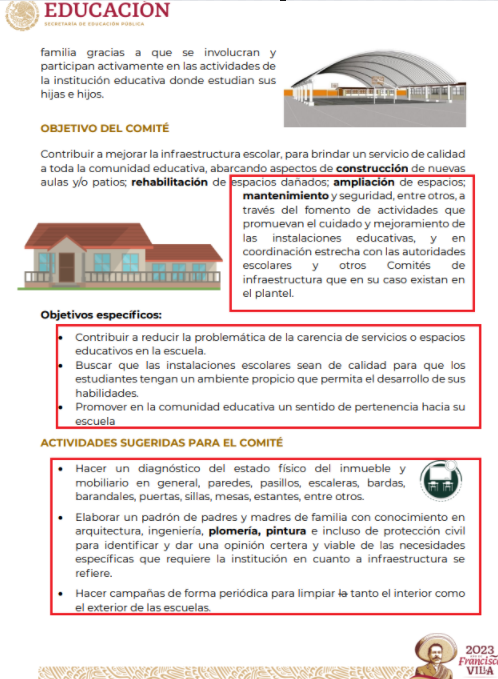 EDUCACIÓN
SECRETARÍA DE EDUCACIÓN PÚBLICA
familia gracias a que se involucran y
participan activamente en las actividades de
la institución educativa donde estudian sus
hijas e hijos.
OBJETIVO DEL COMITÉ
Contribuir a mejorar la infraestructura escolar, para brindar un servicio de calidad
a toda la comunidad educativa, abarcando aspectos de construcción de nuevas
aulas y/o patios; rehabilitación de espacios dañados; ampliación de espacios;
mantenimiento y seguridad, entre otros, a
través del fomento de actividades que
promuevan el cuidado y mejoramiento de
las instalaciones educativas, y en
coordinación estrecha con las autoridades
escolares y otros Comités de
infraestructura que en su caso existan en
el plantel.
Objetivos específicos:
• Contribuir a reducir la problemática de la carencia de servicios o espacios
educativos en la escuela.
• Buscar que las instalaciones escolares sean de calidad para que los
estudiantes tengan un ambiente propicio que permita el desarrollo de sus
habilidades.
• Promover en la comunidad educativa un sentido de pertenencia hacia su
escuela
ACTIVIDADES SUGERIDAS PARA EL COMITÉ
• Hacer un diagnóstico del estado físico del inmueble y
mobiliario en general, paredes, pasillos, escaleras, bardas,
barandales, puertas, sillas, mesas, estantes, entre otros.
• Elaborar un padrón de padres y madres de familia con conocimiento en
arquitectura, ingeniería, plomería, pintura e incluso de protección civil
para identificar y dar una opinión certera y viable de las necesidades
específicas que requiere la institución en cuanto a infraestructura se
refiere.
• Hacer campañas de forma periódica para limpiar la tanto el interior como
el exterior de las escuelas.
2023
Francisco
VILLA